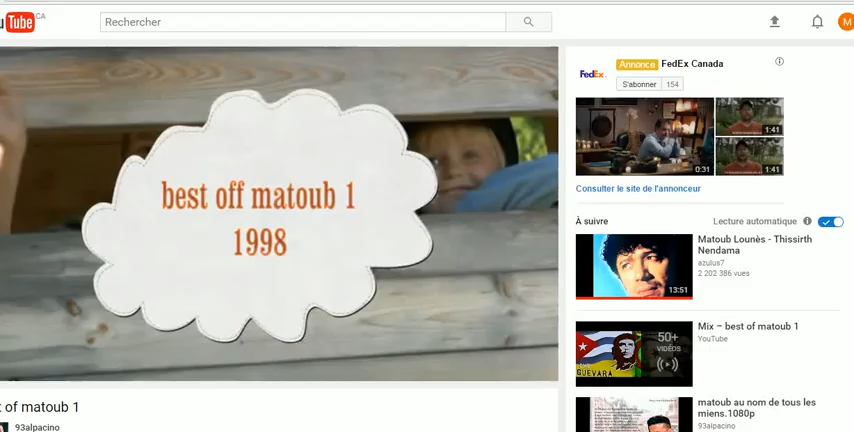 Tube CA
Rechercher
M
best off matoub 1
1998
of matoub 1
93alpacino
FedEx
Annonce FedEx Canada
S'abonner 154
0:31
1:41
1:41
Consulter le site de l'annonceur
À suivre
Lecture automatique
13:51
Matoub Lounès - Thissirth
Nendama
azulus7
2 202 386 vues
50+
VIDÉOS
GUEVARA
Mix – best of matoub 1
YouTube
matoub au nom de tous les
miens.1080p
93alpacino